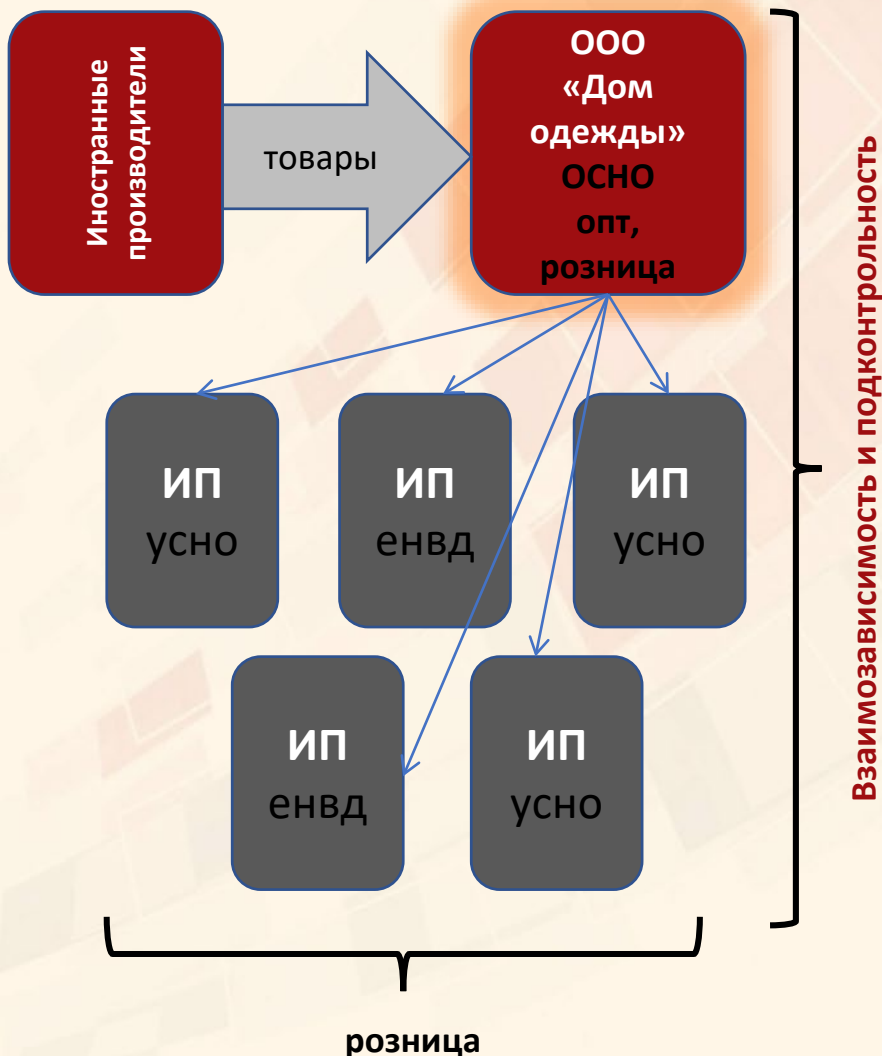 Иностранные
производители
товары
ООО
«Дом
одежды»
ОСНО
опт,
розница
ИП
усно
ИП
енвд
ИП
усно
ИП
енвд
ИП
усно
розница
Взаимозависимость и подконтрольность